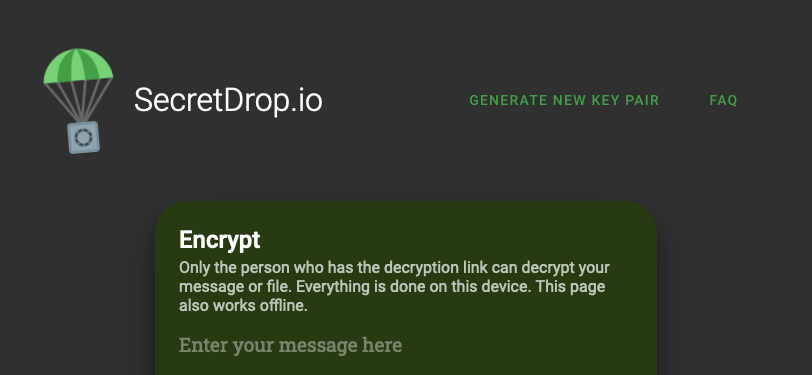 SecretDrop.io
GENERATE NEW KEY PAIR
FAQ
Encrypt
Only the person who has the decryption link can decrypt your
message or file. Everything is done on this device. This page
also works offline.
Enter your message here